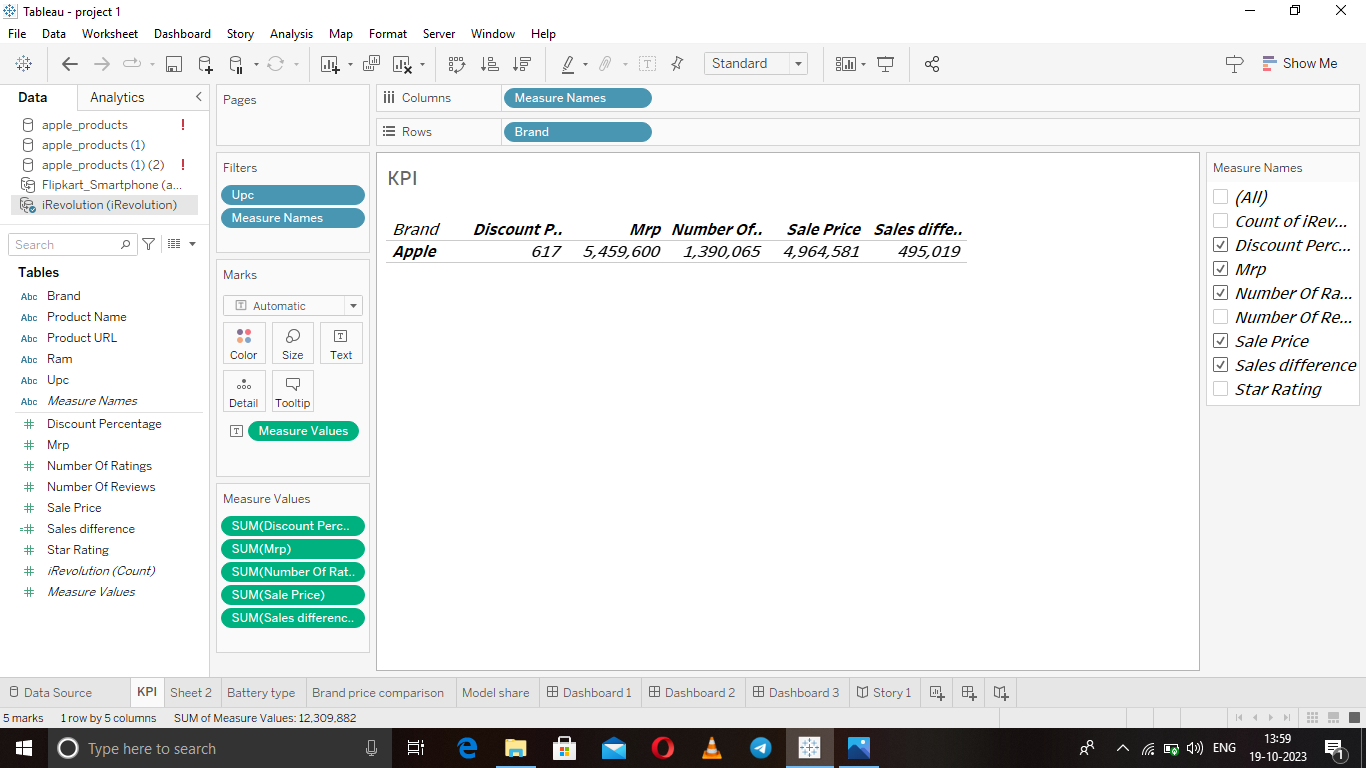 Tableau - project 1
File Data Worksheet Dashboard Story Analysis Map Format Server Window Help
Standard
Show Me
Data Analytics
apple_products !
apple_products (1)
apple_products (1) (2) !
Flipkart_Smartphone (a...
iRevolution (iRevolution)
Search
Tables
Abc Brand
Abc Product Name
Abc Product URL
Abc Ram
Abc Upc
Abc Measure Names
# Discount Percentage
# Mrp
# Number Of Ratings
# Number Of Reviews
# Sale Price
=# Sales difference
# Star Rating
# iRevolution (Count)
# Measure Values
Pages
Filters
Upc
Measure Names
Marks
T Automatic
Color Size Text
Detail Tooltip
T Measure Values
Measure Values
SUM(Discount Perc..
SUM(Mrp)
SUM(Number Of Rat..
SUM(Sale Price)
SUM(Sales differenc..
Columns Measure Names
Rows Brand
KPI
Brand Discount P.. Mrp Number Of.. Sale Price Sales diffe..
Apple 617 5,459,600 1,390,065 4,964,581 495,019
Measure Names
(All)
Count of iRev...
Discount Perc...
Mrp
Number Of Ra...
Number Of Re...
Sale Price
Sales difference
Star Rating
Data Source KPI Sheet 2 Battery type Brand price comparison Model share Dashboard 1 Dashboard 2 Dashboard 3 Story 1
5 marks 1 row by 5 columns SUM of Measure Values: 12,309,882
Type here to search
ENG
13:59
19-10-2023
1